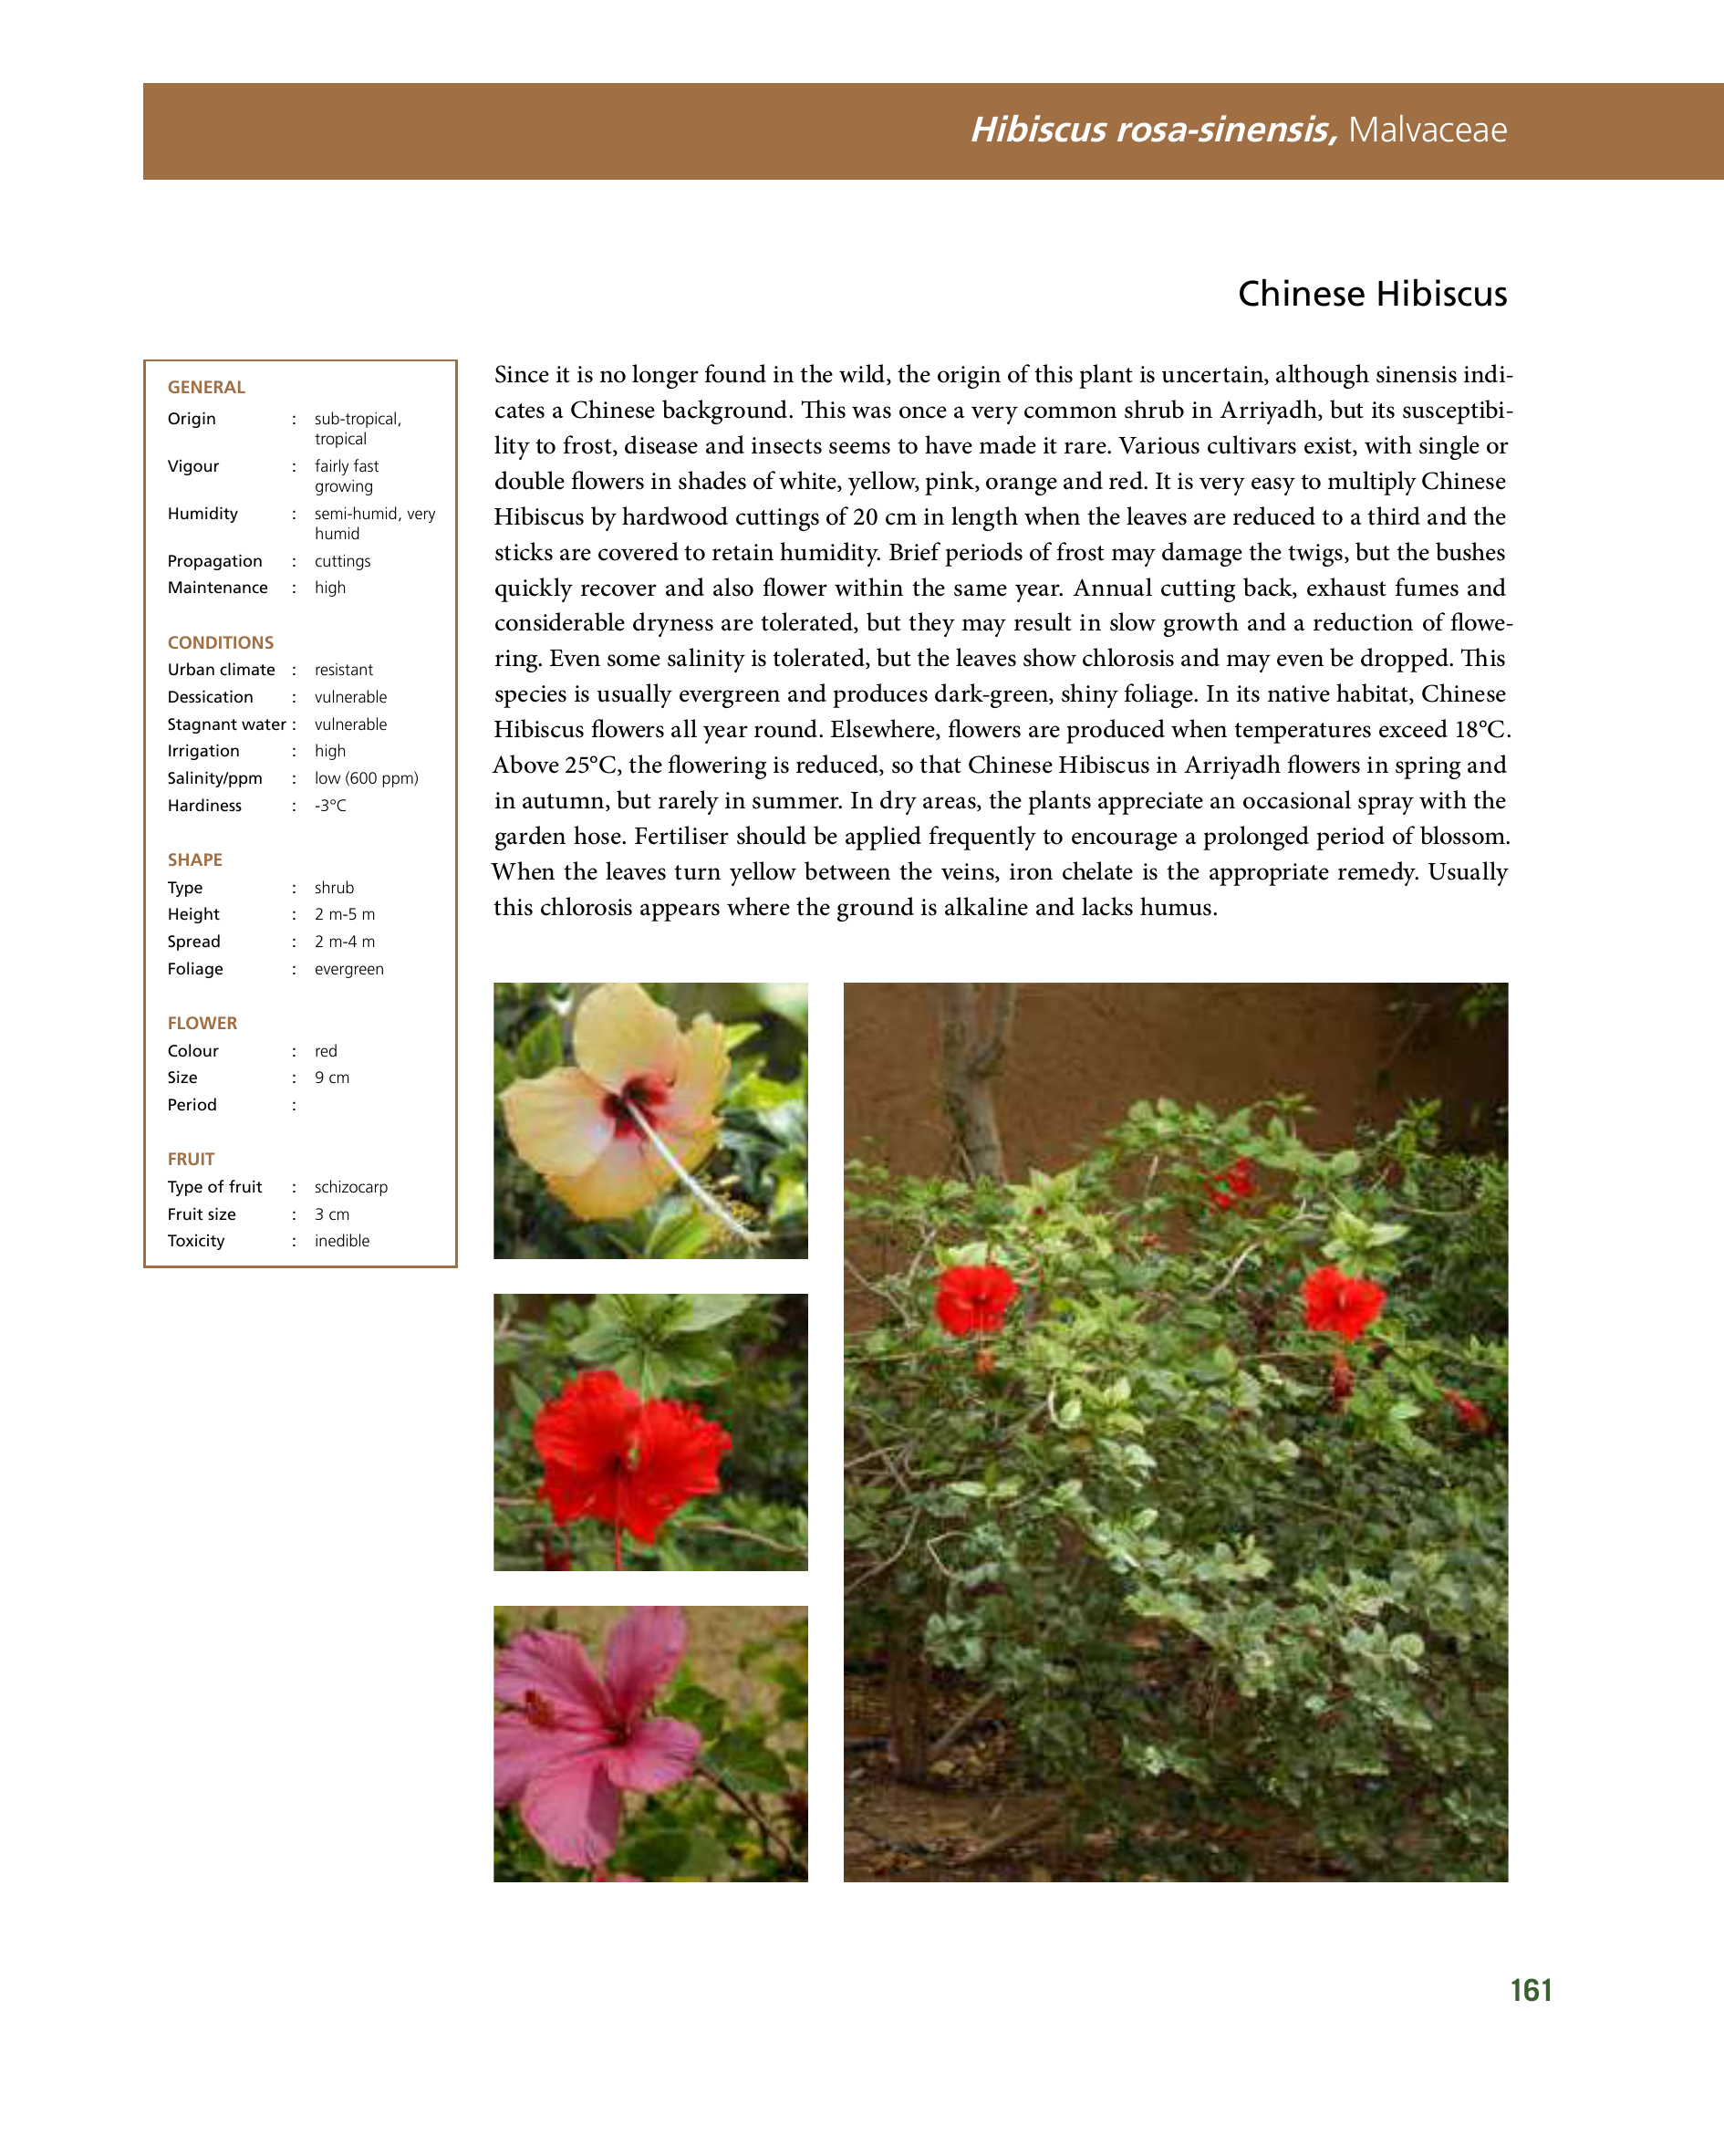 Hibiscus rosa-sinensis, Malvaceae
Chinese Hibiscus
GENERAL
Origin : sub-tropical,
tropical
Vigour : fairly fast
growing
Humidity : semi-humid, very
humid
Propagation : cuttings
Maintenance : high
CONDITIONS
Urban climate : resistant
Dessication : vulnerable
Stagnant water : vulnerable
Irrigation : high
Salinity/ppm : low (600 ppm)
Hardiness : -3°C
SHAPE
Type : shrub
Height : 2 m-5 m
Spread : 2 m-4 m
Foliage : evergreen
FLOWER
Colour : red
Size : 9 cm
Period :
FRUIT
Type of fruit : schizocarp
Fruit size : 3 cm
Toxicity : inedible
Since it is no longer found in the wild, the origin of this plant is uncertain, although sinensis indi-
cates a Chinese background. This was once a very common shrub in Arriyadh, but its susceptibi-
lity to frost, disease and insects seems to have made it rare. Various cultivars exist, with single or
double flowers in shades of white, yellow, pink, orange and red. It is very easy to multiply Chinese
Hibiscus by hardwood cuttings of 20 cm in length when the leaves are reduced to a third and the
sticks are covered to retain humidity. Brief periods of frost may damage the twigs, but the bushes
quickly recover and also flower within the same year. Annual cutting back, exhaust fumes and
considerable dryness are tolerated, but they may result in slow growth and a reduction of flowe-
ring. Even some salinity is tolerated, but the leaves show chlorosis and may even be dropped. This
species is usually evergreen and produces dark-green, shiny foliage. In its native habitat, Chinese
Hibiscus flowers all year round. Elsewhere, flowers are produced when temperatures exceed 18°C.
Above 25°C, the flowering is reduced, so that Chinese Hibiscus in Arriyadh flowers in spring and
in autumn, but rarely in summer. In dry areas, the plants appreciate an occasional spray with the
garden hose. Fertiliser should be applied frequently to encourage a prolonged period of blossom.
When the leaves turn yellow between the veins, iron chelate is the appropriate remedy. Usually
this chlorosis appears where the ground is alkaline and lacks humus.
161